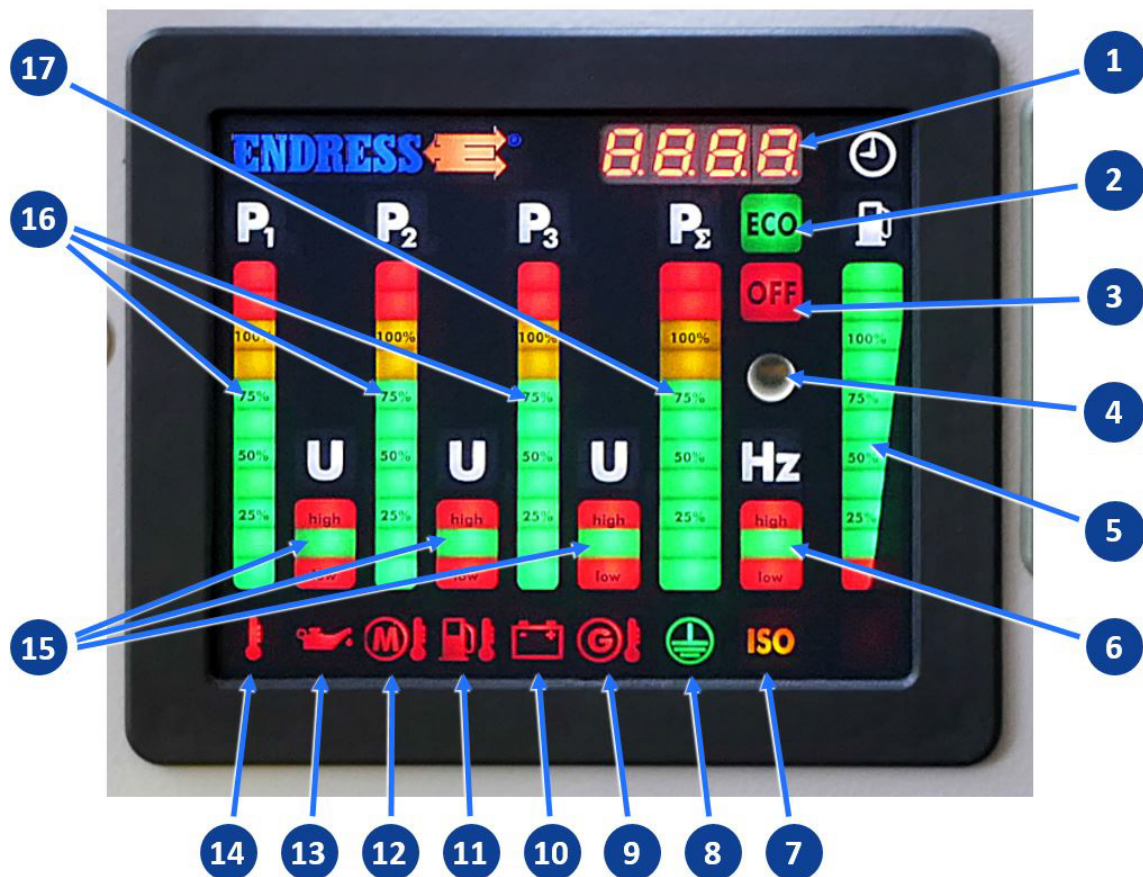 17
1
ENDRESS
8.8.8.8.
2
16
P1 P2 P3 PΣ ECO
OFF
3
100% 100% 100% 100% 100%
4
75% 75% 75% 75% 75%
50% 50% 50% 50% 50%
U U U Hz
5
25% 25% 25% 25% 25%
high high high high
low low low low
15
6
M G ISO
14 13 12 11 10 9 8 7